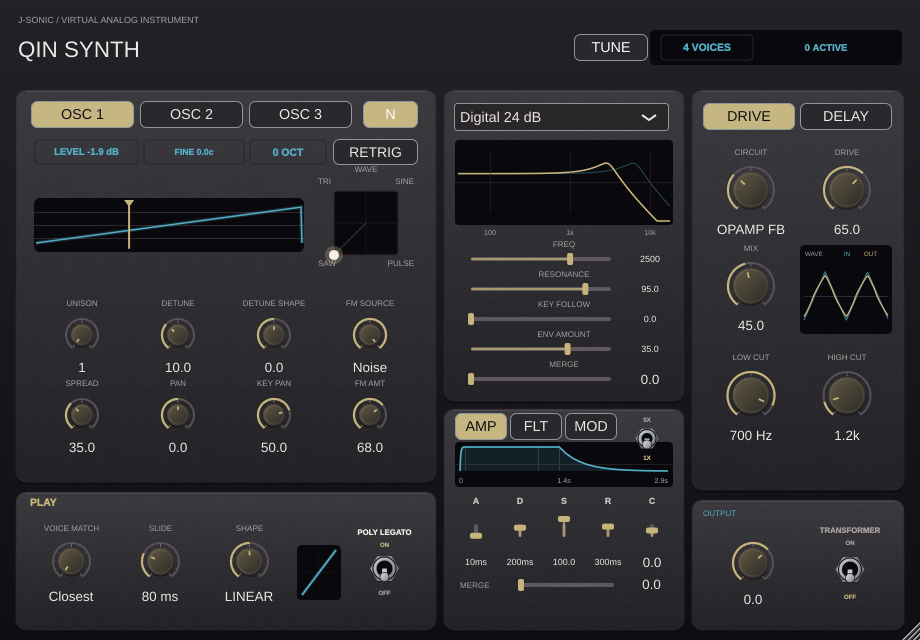 J-SONIC / VIRTUAL ANALOG INSTRUMENT
QIN SYNTH
TUNE
4 VOICES
0 ACTIVE
OSC 1
OSC 2
OSC 3
N
LEVEL -1.9 dB
FINE 0.0c
0 OCT
RETRIG
WAVE
TRI
SINE
SAW
PULSE
UNISON
DETUNE
DETUNE SHAPE
FM SOURCE
1
10.0
0.0
Noise
SPREAD
PAN
KEY PAN
FM AMT
35.0
0.0
50.0
68.0
PLAY
VOICE MATCH
SLIDE
SHAPE
POLY LEGATO
ON
OFF
Closest
80 ms
LINEAR
Digital 24 dB
100
1k
10k
FREQ
2500
RESONANCE
95.0
KEY FOLLOW
0.0
ENV AMOUNT
35.0
MERGE
0.0
AMP
FLT
MOD
5X
1X
0
1.4s
2.9s
A
D
S
R
C
10ms
200ms
100.0
300ms
0.0
MERGE
0.0
DRIVE
DELAY
CIRCUIT
DRIVE
OPAMP FB
65.0
MIX
45.0
WAVE
IN
OUT
LOW CUT
HIGH CUT
700 Hz
1.2k
OUTPUT
TRANSFORMER
ON
OFF
0.0